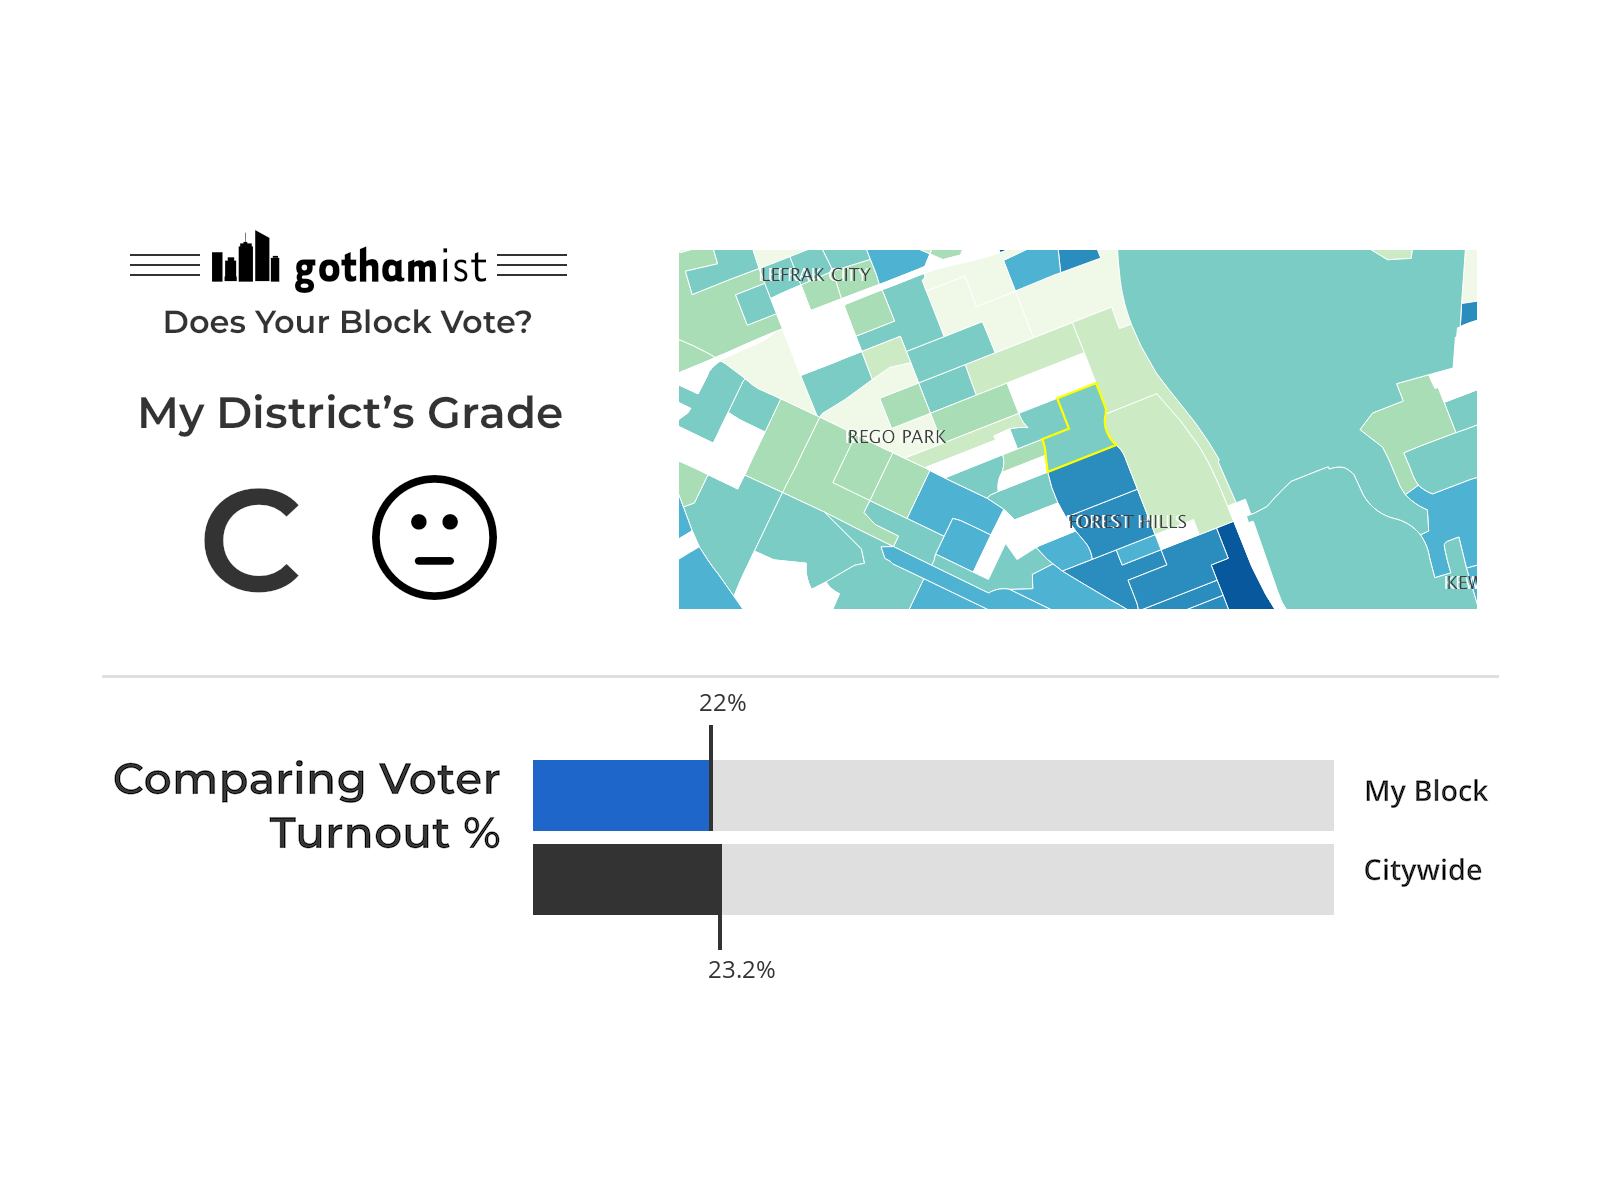 gothamist
Does Your Block Vote?
My District's Grade
C
LEFRAK CITY
REGO PARK
FOREST HILLS
KEW
22%
Comparing Voter
Turnout %
My Block
Citywide
23.2%